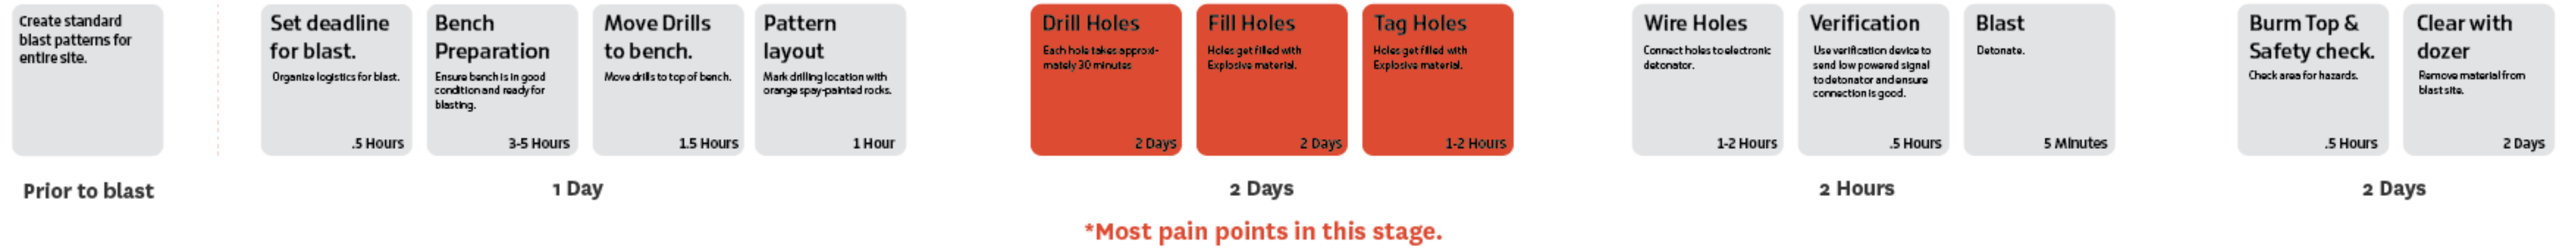 Create standard
blast patterns for
entire site.
Prior to blast
Set deadline
for blast.
Organize logistics for blast.
.5 Hours
Bench
Preparation
Ensure bench is in good
condition and ready for
blasting.
3-5 Hours
Move Drills
to bench.
Move drills to top of bench.
1.5 Hours
Pattern
layout
Mark drilling location with
orange spay-painted rocks.
1 Hour
1 Day
Drill Holes
Each hole takes approxi-
mately 30 minutes
2 Days
Fill Holes
Holes get filled with
Explosive material.
2 Days
Tag Holes
Holes get filled with
Explosive material.
1-2 Hours
2 Days
*Most pain points in this stage.
Wire Holes
Connect holes to electronic
detonator.
1-2 Hours
Verification
Use verification device to
send low powered signal
to detonator and ensure
connection is good.
.5 Hours
Blast
Detonate.
5 Minutes
2 Hours
Burm Top &
Safety check.
Check area for hazards.
.5 Hours
Clear with
dozer
Remove material from
blast site.
2 Days
2 Days